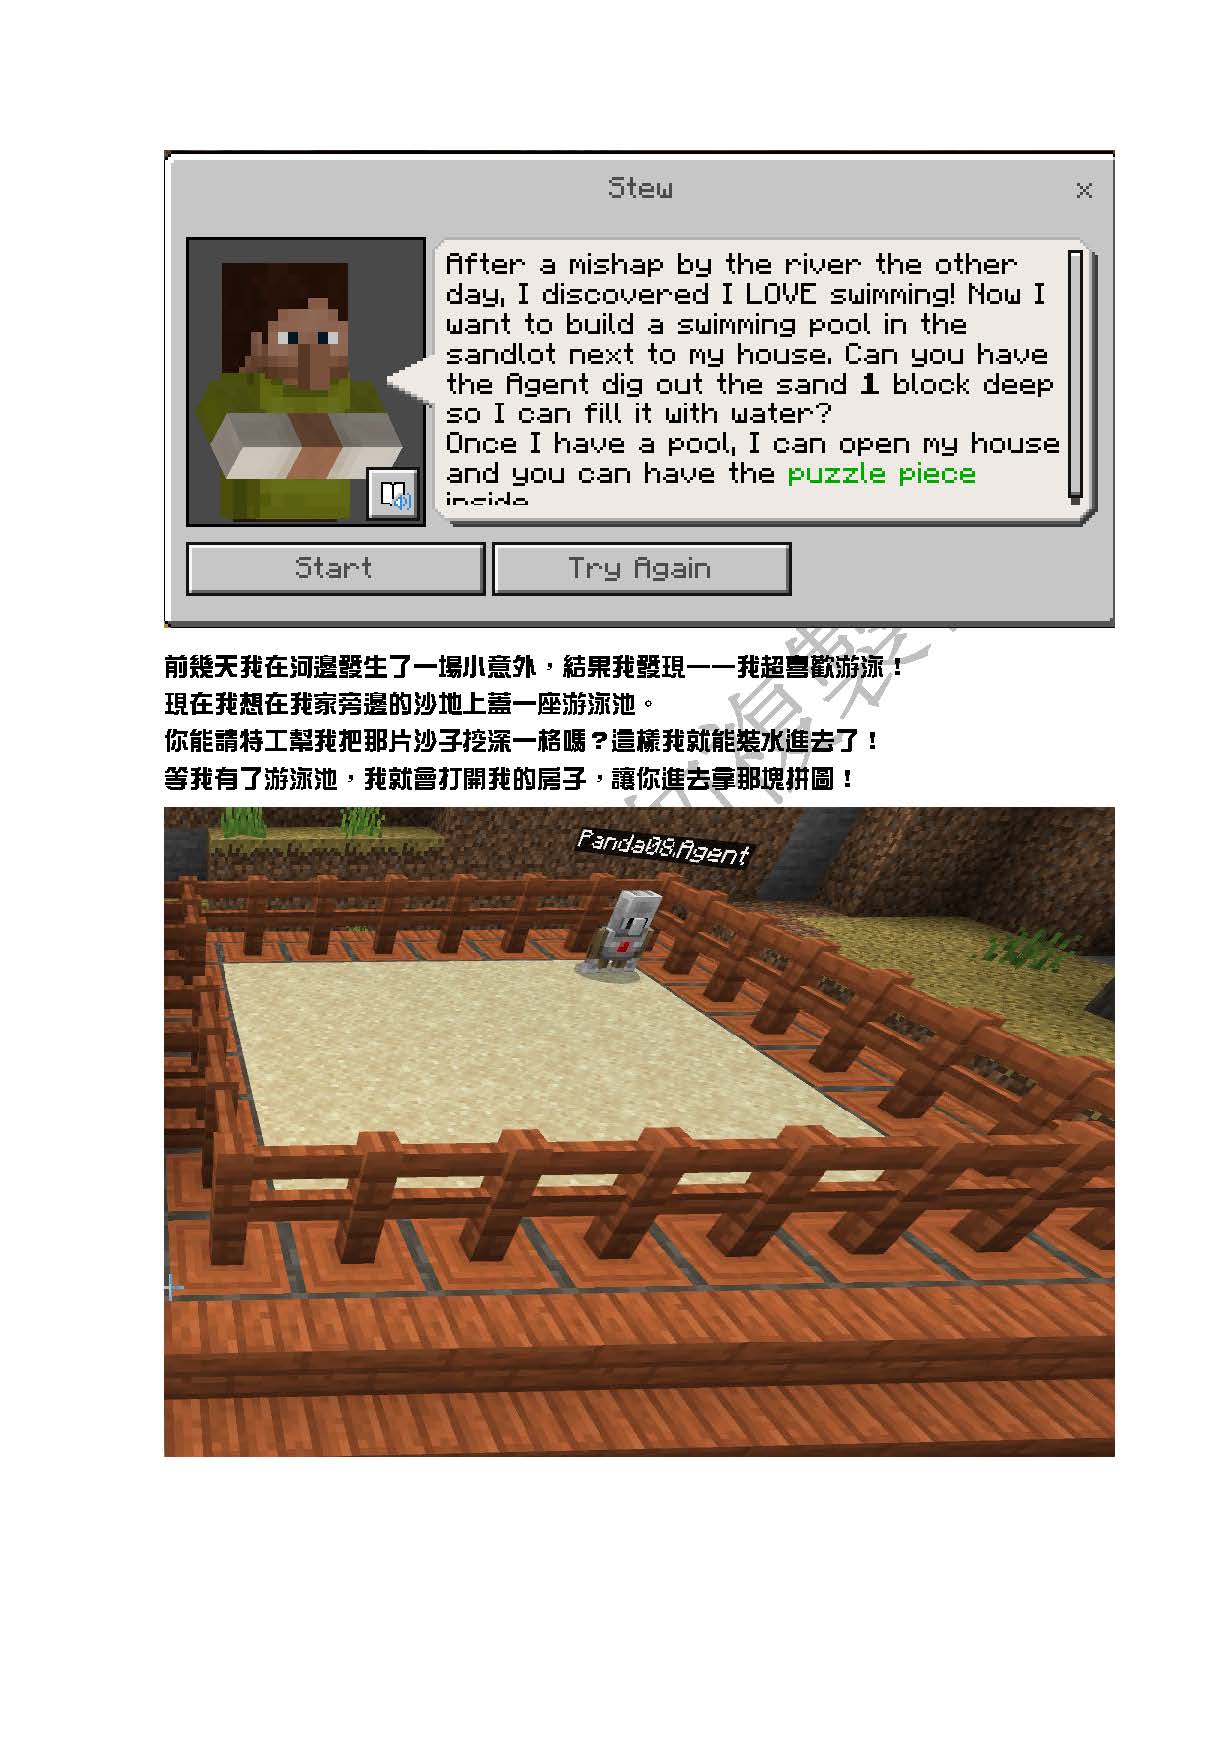 Stew
After a mishap by the river the other
day, I discovered I LOVE swimming! Now I
want to build a swimming pool in the
sandlot next to my house. Can you have
the Agent dig out the sand 1 block deep
so I can fill it with water?
Once I have a pool, I can open my house
and you can have the puzzle piece
inside
Start
Try Again
前幾天我在河邊發生了一場小意外，結果我發現——我超喜歡游泳！
現在我想在我家旁邊的沙地上蓋一座游泳池。
你能請特工幫我把那片沙子挖深一格嗎？這樣我就能裝水進去了！
等我有了游泳池，我就會打開我的房子，讓你進去拿那塊拼圖！
Panda08.Agent